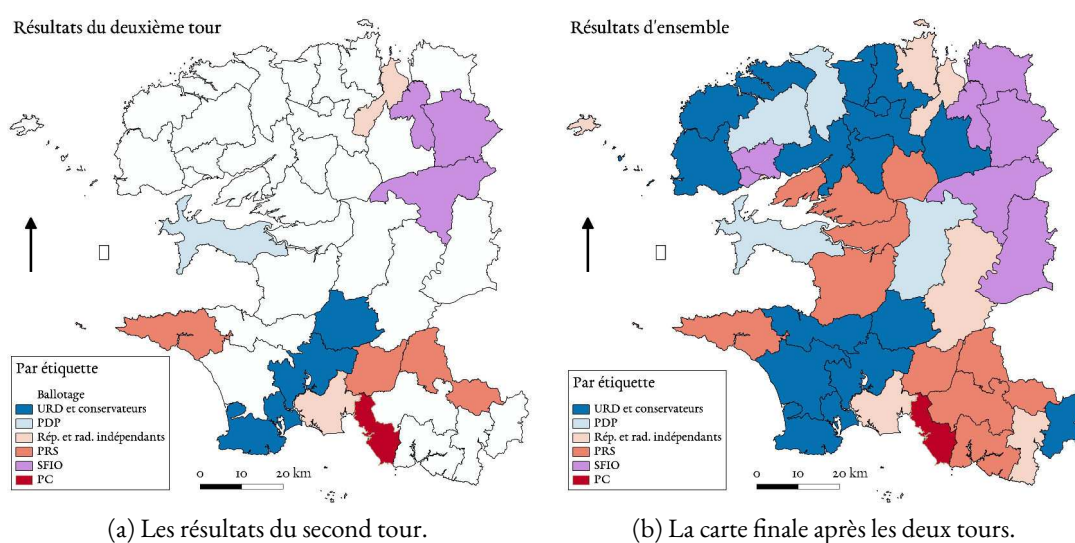 Résultats du deuxième tour
Par étiquette
Ballotage
URD et conservateurs
PDP
Rép. et rad. indépendants
PRS
SFIO
PC
0 10 20 km
(a) Les résultats du second tour.
Résultats d'ensemble
Par étiquette
URD et conservateurs
PDP
Rép. et rad. indépendants
PRS
SFIO
PC
0 10 20 km
(b) La carte finale après les deux tours.